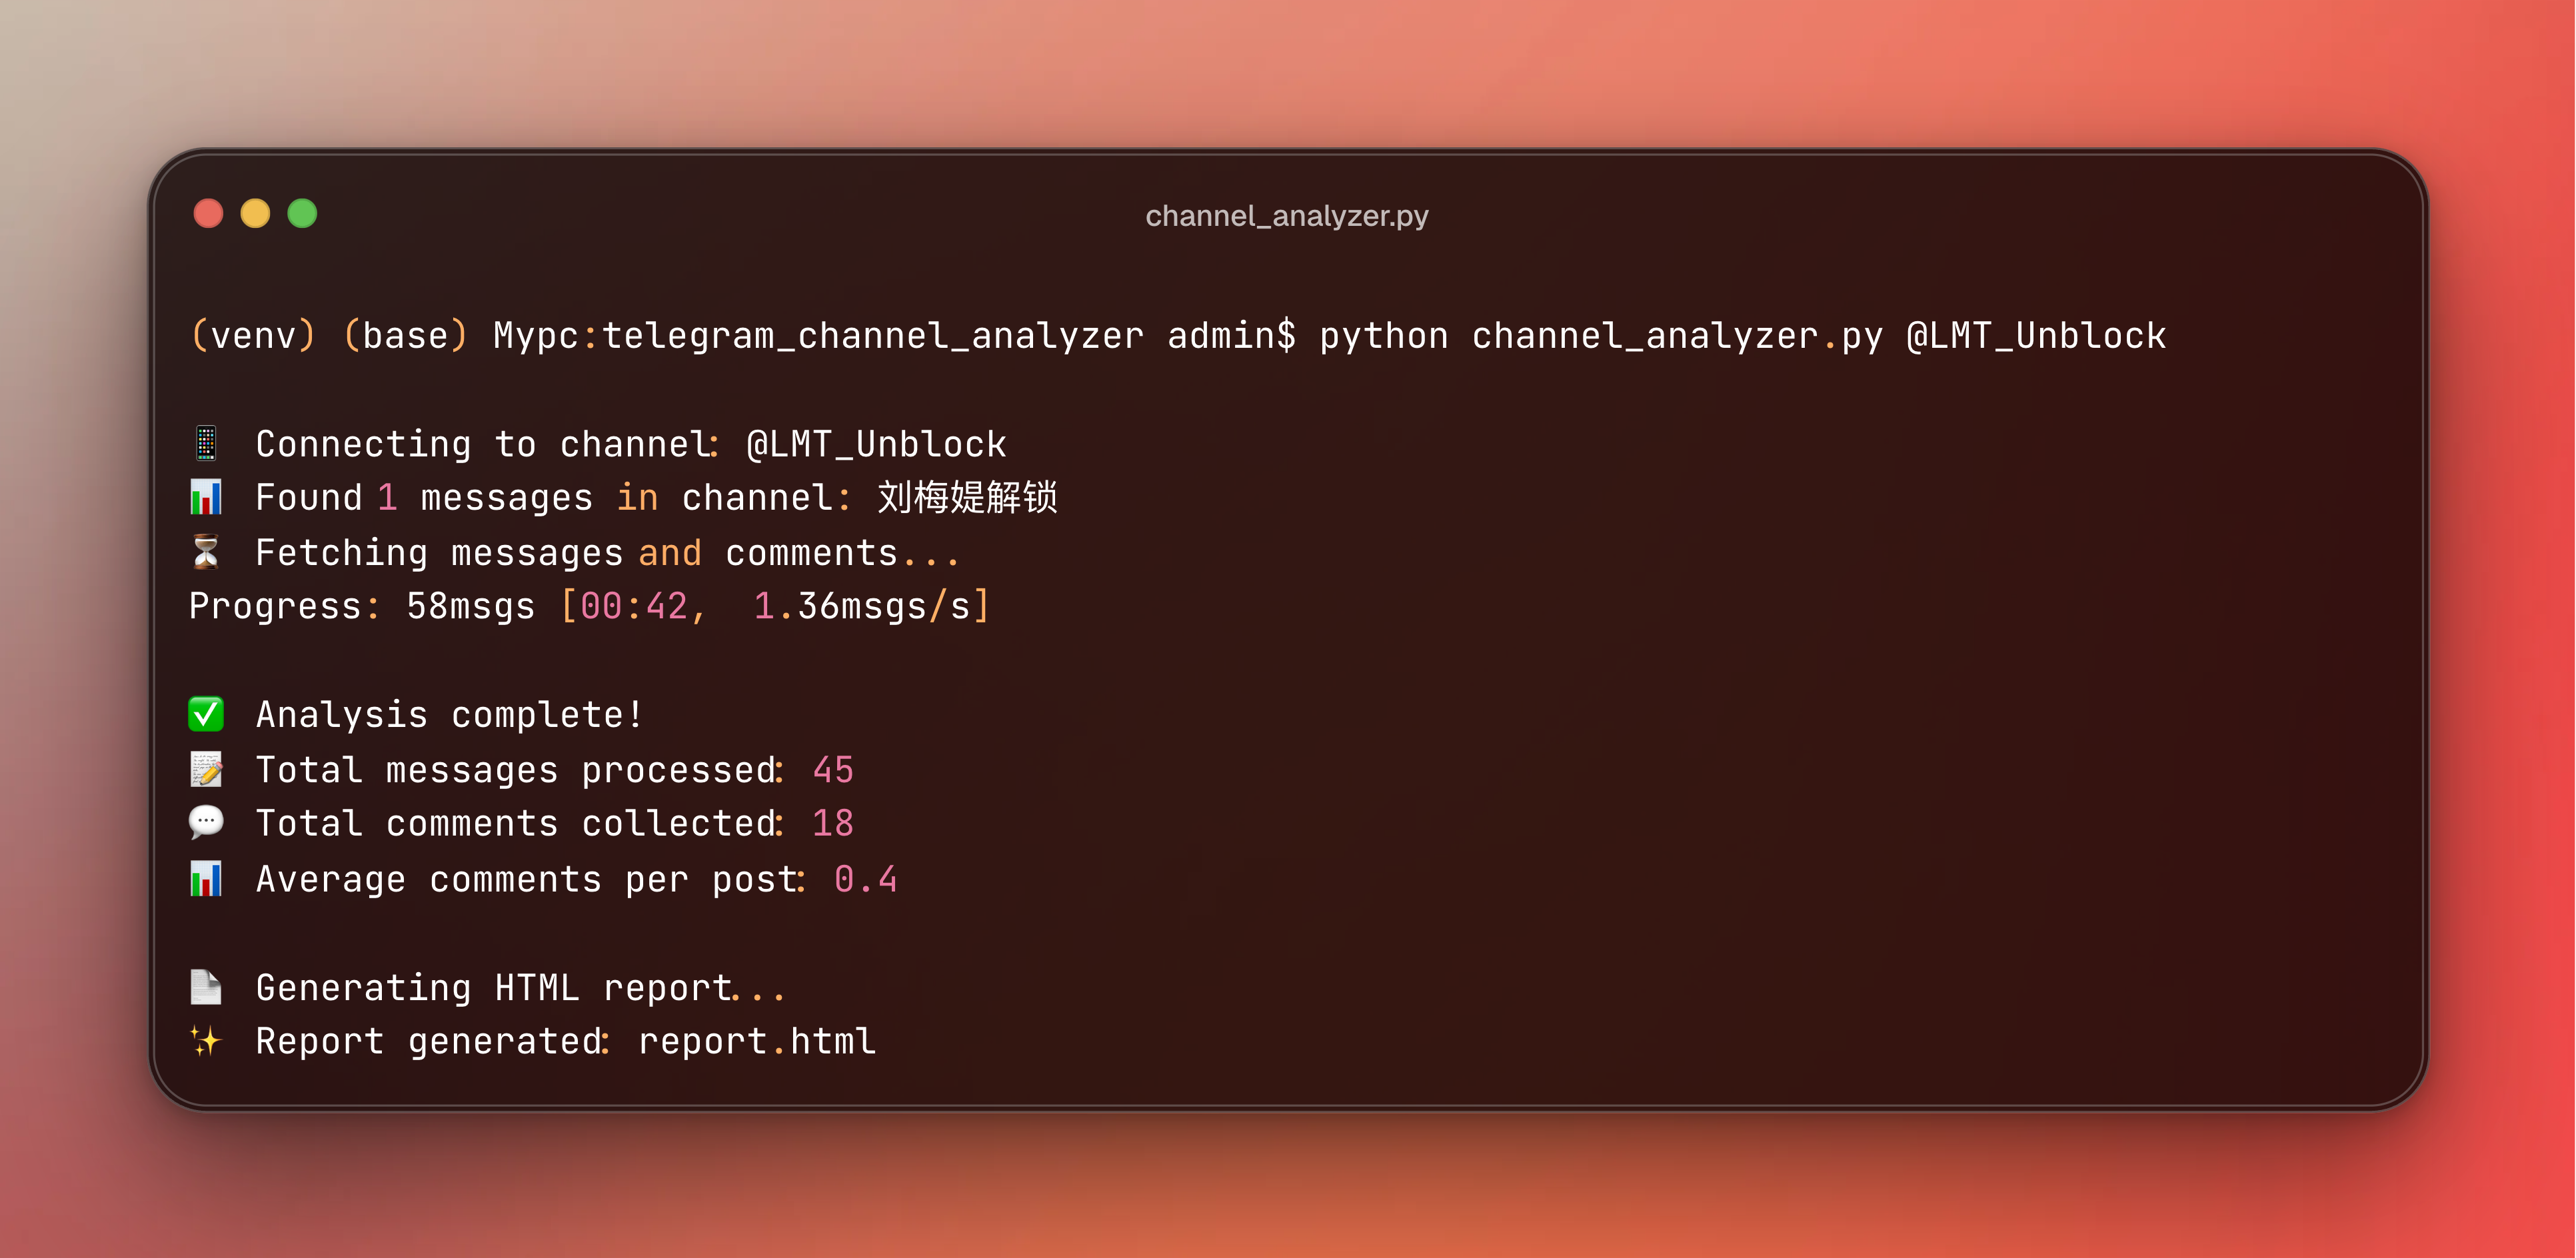 channel_analyzer.py
(venv) (base) Mypc:telegram_channel_analyzer admin$ python channel_analyzer.py @LMT_Unblock
📱 Connecting to channel: @LMT_Unblock
📊 Found 1 messages in channel: 刘梅媞解锁
⏳ Fetching messages and comments...
Progress: 58msgs [00:42, 1.36msgs/s]
✅ Analysis complete!
📝 Total messages processed: 45
💬 Total comments collected: 18
📊 Average comments per post: 0.4
📄 Generating HTML report...
✨ Report generated: report.html